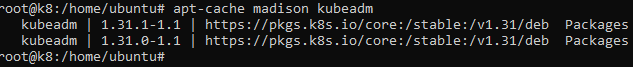 root@k8:/home/ubuntu# apt-cache madison kubeadm
kubeadm | 1.31.1-1.1 | https://pkgs.k8s.io/core:/stable:/v1.31/deb  Packages
kubeadm | 1.31.0-1.1 | https://pkgs.k8s.io/core:/stable:/v1.31/deb  Packages
root@k8:/home/ubuntu#